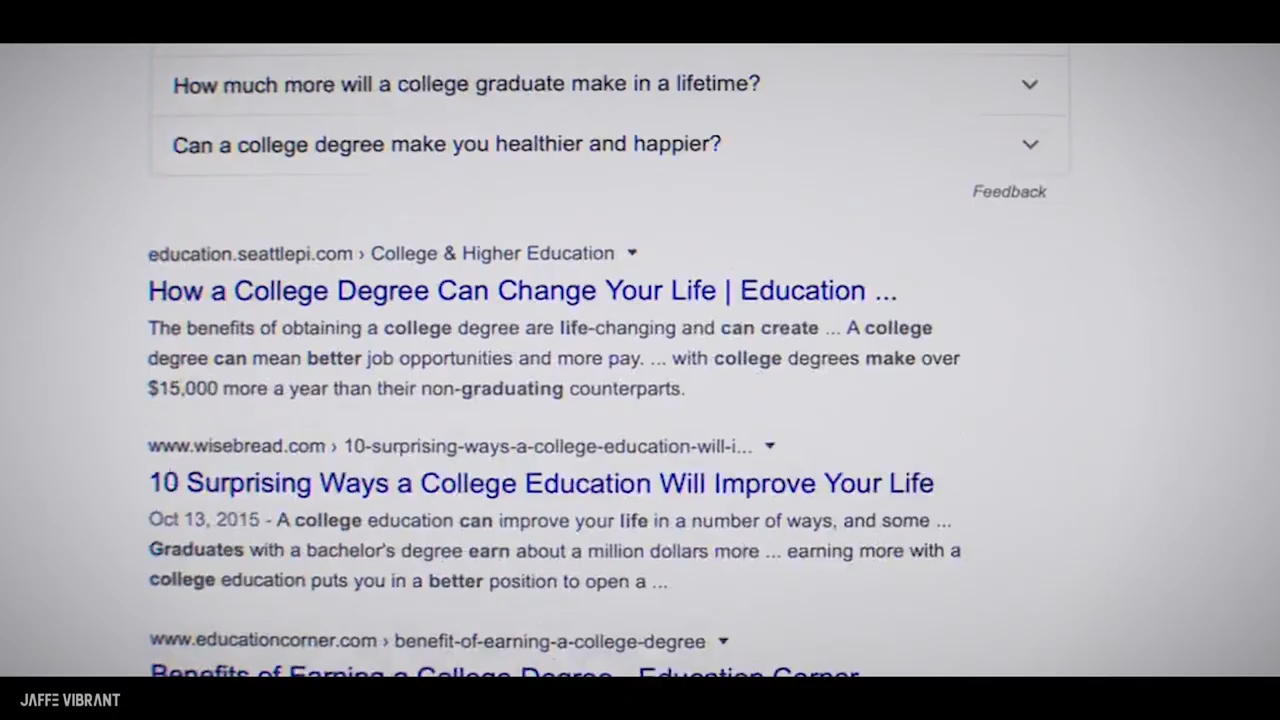 How much more will a college graduate make in a lifetime?
Can a college degree make you healthier and happier?
Feedback
education.seattlepi.com › College & Higher Education
How a College Degree Can Change Your Life | Education ...
The benefits of obtaining a college degree are life-changing and can create ... A college
degree can mean better job opportunities and more pay. ... with college degrees make over
$15,000 more a year than their non-graduating counterparts.
www.wisebread.com › 10-surprising-ways-a-college-education-will-i...
10 Surprising Ways a College Education Will Improve Your Life
Oct 13, 2015 - A college education can improve your life in a number of ways, and some ...
Graduates with a bachelor's degree earn about a million dollars more ... earning more with a
college education puts you in a better position to open a ...
www.educationcorner.com › benefit-of-earning-a-college-degree
Benefits of Earning a College Degree - Education Corner
JAFFE VIBRANT